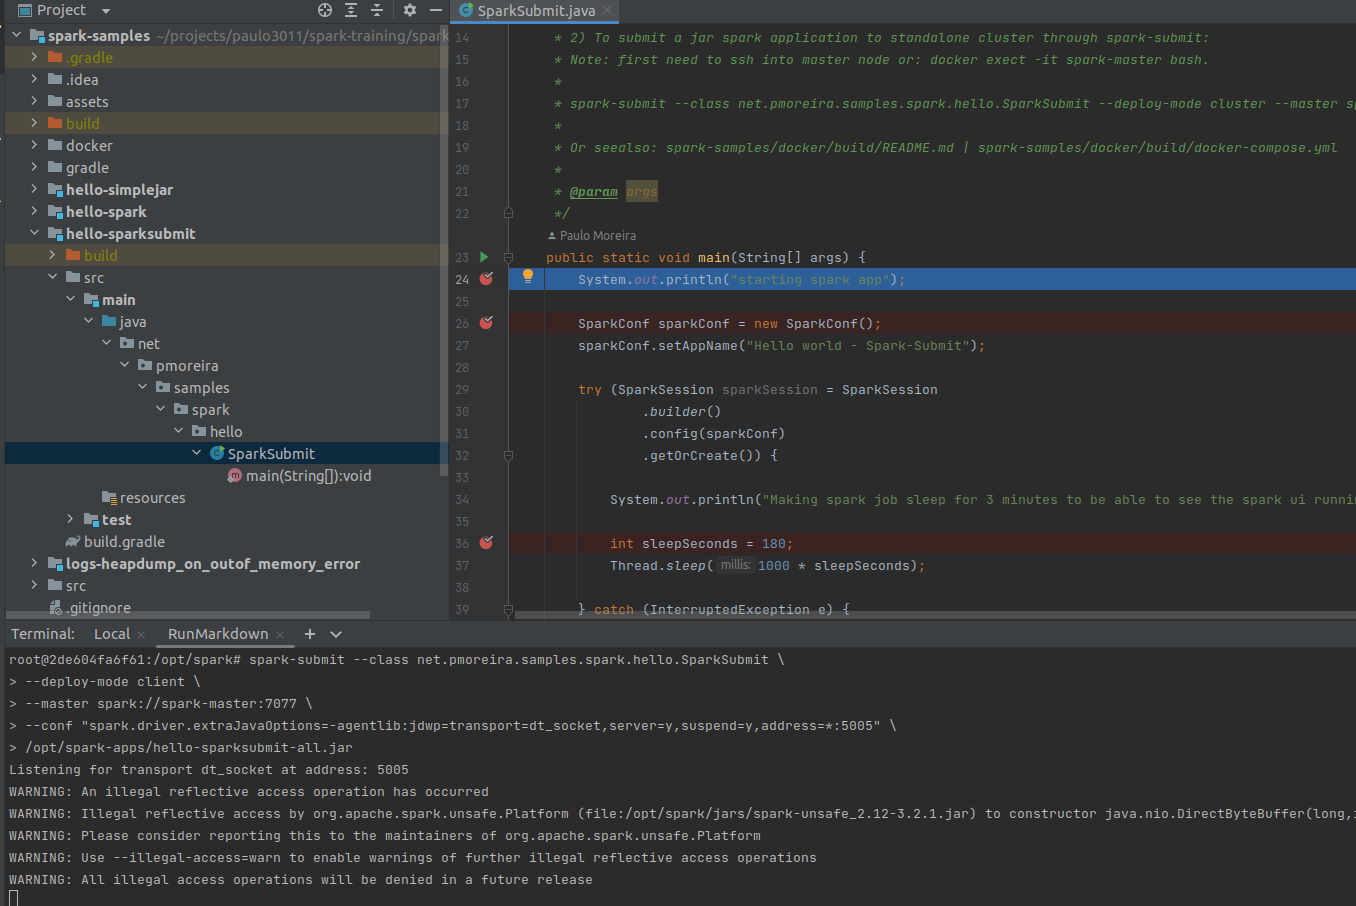 Project
spark-samples ~/projects/paulo3011/spark-training/spark
.gradle
.idea
assets
build
docker
gradle
hello-simplejar
hello-spark
hello-sparksubmit
build
src
main
java
net
pmoreira
samples
spark
hello
SparkSubmit
main(String[]):void
resources
test
build.gradle
logs-heapdump_on_outof_memory_error
src
.gitignore
SparkSubmit.java
14 * 2) To submit a jar spark application to standalone cluster through spark-submit:
15 * Note: first need to ssh into master node or: docker exect -it spark-master bash.
16 *
17 * spark-submit --class net.pmoreira.samples.spark.hello.SparkSubmit --deploy-mode cluster --master sp
18 *
19 * Or seealso: spark-samples/docker/build/README.md | spark-samples/docker/build/docker-compose.yml
20 *
21 * @param args
22 */
Paulo Moreira
23 public static void main(String[] args) {
24 System.out.println("starting spark app");
25
26 SparkConf sparkConf = new SparkConf();
27 sparkConf.setAppName("Hello world - Spark-Submit");
28
29 try (SparkSession sparkSession = SparkSession
30 .builder()
31 .config(sparkConf)
32 .getOrCreate()) {
33
34 System.out.println("Making spark job sleep for 3 minutes to be able to see the spark ui runnin
35
36 int sleepSeconds = 180;
37 Thread.sleep( millis: 1000 * sleepSeconds);
38
39 } catch (InterruptedException e) {
Terminal: Local RunMarkdown
root@2de604fa6f61:/opt/spark# spark-submit --class net.pmoreira.samples.spark.hello.SparkSubmit \
> --deploy-mode client \
> --master spark://spark-master:7077 \
> --conf "spark.driver.extraJavaOptions=-agentlib:jdwp=transport=dt_socket,server=y,suspend=y,address=*:5005" \
> /opt/spark-apps/hello-sparksubmit-all.jar
Listening for transport dt_socket at address: 5005
WARNING: An illegal reflective access operation has occurred
WARNING: Illegal reflective access by org.apache.spark.unsafe.Platform (file:/opt/spark/jars/spark-unsafe_2.12-3.2.1.jar) to constructor java.nio.DirectByteBuffer(long,i
WARNING: Please consider reporting this to the maintainers of org.apache.spark.unsafe.Platform
WARNING: Use --illegal-access=warn to enable warnings of further illegal reflective access operations
WARNING: All illegal access operations will be denied in a future release